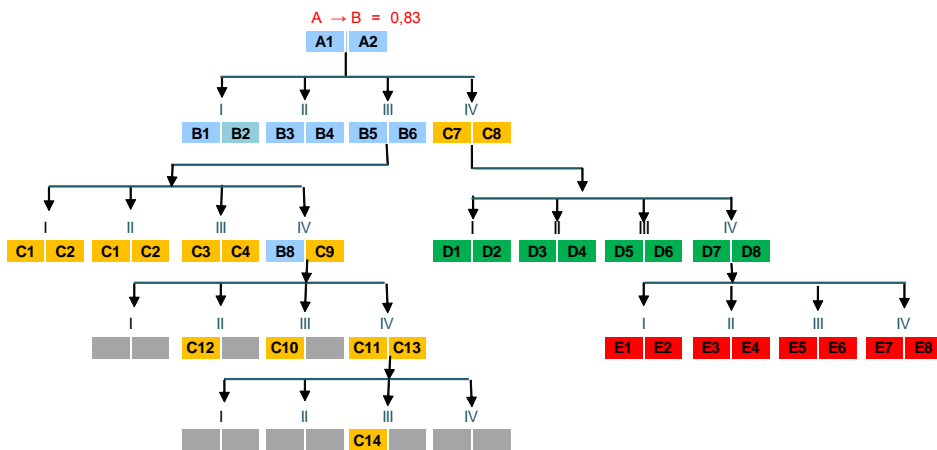 A → B = 0,83
A1 A2
I II III IV
B1 B2 B3 B4 B5 B6 C7 C8
I II III IV I II III IV
C1 C2 C1 C2 C3 C4 B8 C9 D1 D2 D3 D4 D5 D6 D7 D8
I II III IV I II III IV
C12 C10 C11 C13 E1 E2 E3 E4 E5 E6 E7 E8
I II III IV
C14